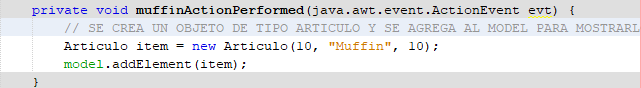 private void muffinActionPerformed(java.awt.event.ActionEvent evt) {
// SE CREA UN OBJETO DE TIPO ARTICULO Y SE AGREGA AL MODEL PARA MOSTRARL
Articulo item = new Articulo(10, "Muffin", 10);
model.addElement(item);
}